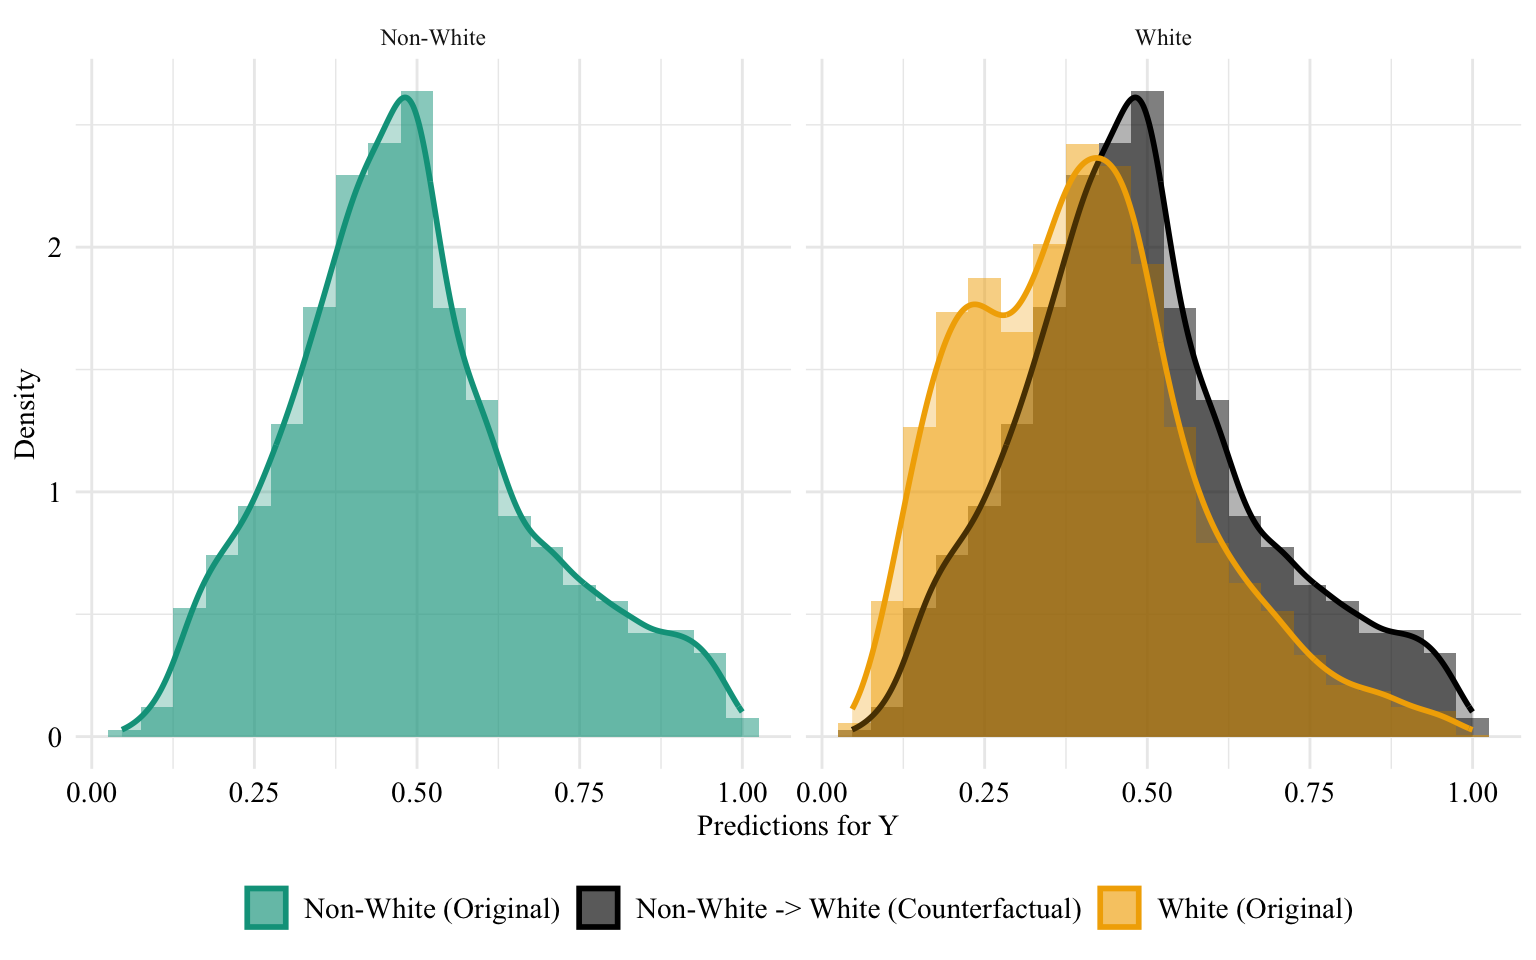 Non-White White
Density
2
1
0
0.00 0.25 0.50 0.75 1.00 0.00 0.25 0.50 0.75 1.00
Predictions for Y
Non-White (Original) Non-White -> White (Counterfactual) White (Original)